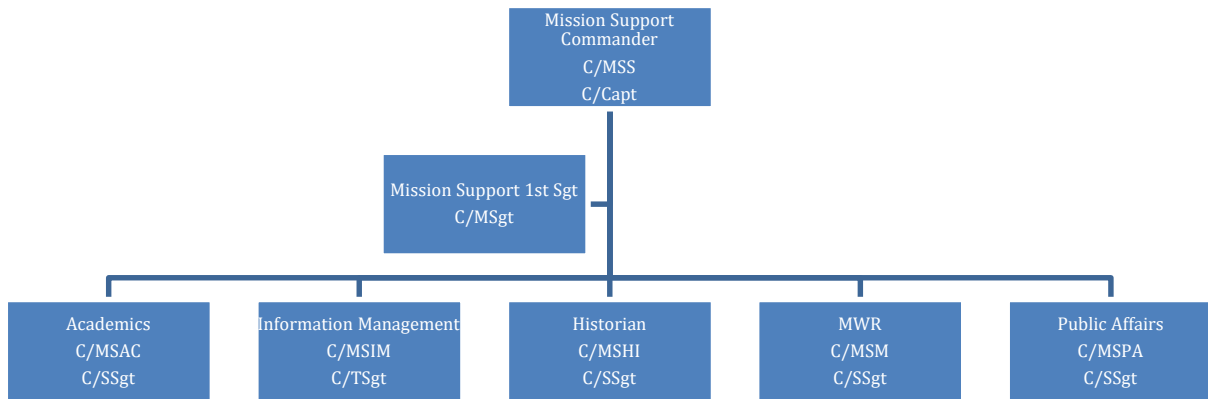 Mission Support
Commander
C/MSS
C/Capt
Mission Support 1st Sgt
C/MSgt
Academics
C/MSAC
C/SSgt
Information Management
C/MSIM
C/TSgt
Historian
C/MSHI
C/SSgt
MWR
C/MSM
C/SSgt
Public Affairs
C/MSPA
C/SSgt